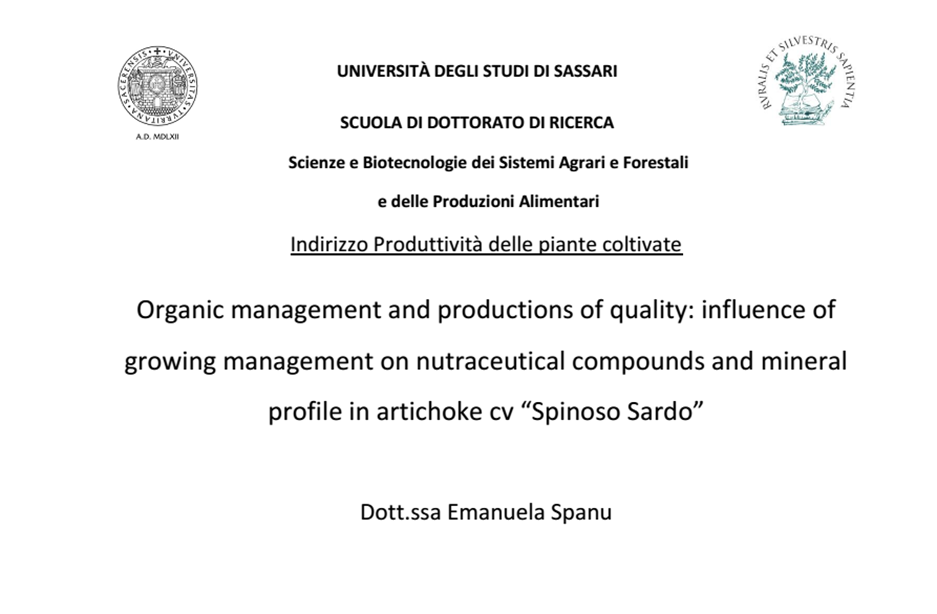 UNIVERSITÀ DEGLI STUDI DI SASSARI
SCUOLA DI DOTTORATO DI RICERCA
Scienze e Biotecnologie dei Sistemi Agrari e Forestali
e delle Produzioni Alimentari
Indirizzo Produttività delle piante coltivate
Organic management and productions of quality: influence of
growing management on nutraceutical compounds and mineral
profile in artichoke cv “Spinoso Sardo”
Dott.ssa Emanuela Spanu
A.D. MDLXII
RVRALIS ET SILVESTRIS SAPIENTIA